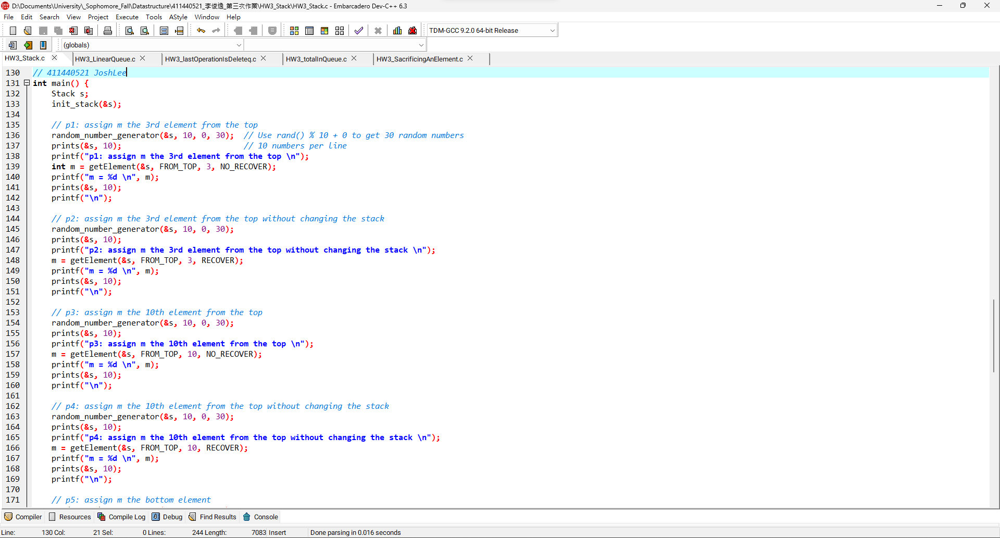 D:\Documents\University\_Sophomore_Fall\Datastructure\411440521_李俊逸_第三次作業\HW3_Stack\HW3_Stack.c - Embarcadero Dev-C++ 6.3
File Edit Search View Project Execute Tools AStyle Window Help
TDM-GCC 9.2.0 64-bit Release
(globals)
HW3_Stack.c HW3_LinearQueue.c HW3_lastOperationIsDeleteq.c HW3_totalInQueue.c HW3_SacrificingAnElement.c
130 // 411440521 JoshLee
131 int main() {
132 Stack s;
133 init_stack(&s);
134
135 // p1: assign m the 3rd element from the top
136 random_number_generator(&s, 10, 0, 30); // Use rand() % 10 + 0 to get 30 random numbers
137 prints(&s, 10); // 10 numbers per line
138 printf("p1: assign m the 3rd element from the top \n");
139 int m = getElement(&s, FROM_TOP, 3, NO_RECOVER);
140 printf("m = %d \n", m);
141 prints(&s, 10);
142 printf("\n");
143
144 // p2: assign m the 3rd element from the top without changing the stack
145 random_number_generator(&s, 10, 0, 30);
146 prints(&s, 10);
147 printf("p2: assign m the 3rd element from the top without changing the stack \n");
148 m = getElement(&s, FROM_TOP, 3, RECOVER);
149 printf("m = %d \n", m);
150 prints(&s, 10);
151 printf("\n");
152
153 // p3: assign m the 10th element from the top
154 random_number_generator(&s, 10, 0, 30);
155 prints(&s, 10);
156 printf("p3: assign m the 10th element from the top \n");
157 m = getElement(&s, FROM_TOP, 10, NO_RECOVER);
158 printf("m = %d \n", m);
159 prints(&s, 10);
160 printf("\n");
161
162 // p4: assign m the 10th element from the top without changing the stack
163 random_number_generator(&s, 10, 0, 30);
164 prints(&s, 10);
165 printf("p4: assign m the 10th element from the top without changing the stack \n");
166 m = getElement(&s, FROM_TOP, 10, RECOVER);
167 printf("m = %d \n", m);
168 prints(&s, 10);
169 printf("\n");
170
171 // p5: assign m the bottom element
Compiler Resources Compile Log Debug Find Results Console
Line: 130 Col: 21 Sel: 0 Lines: 244 Length: 7083 Insert Done parsing in 0.016 seconds